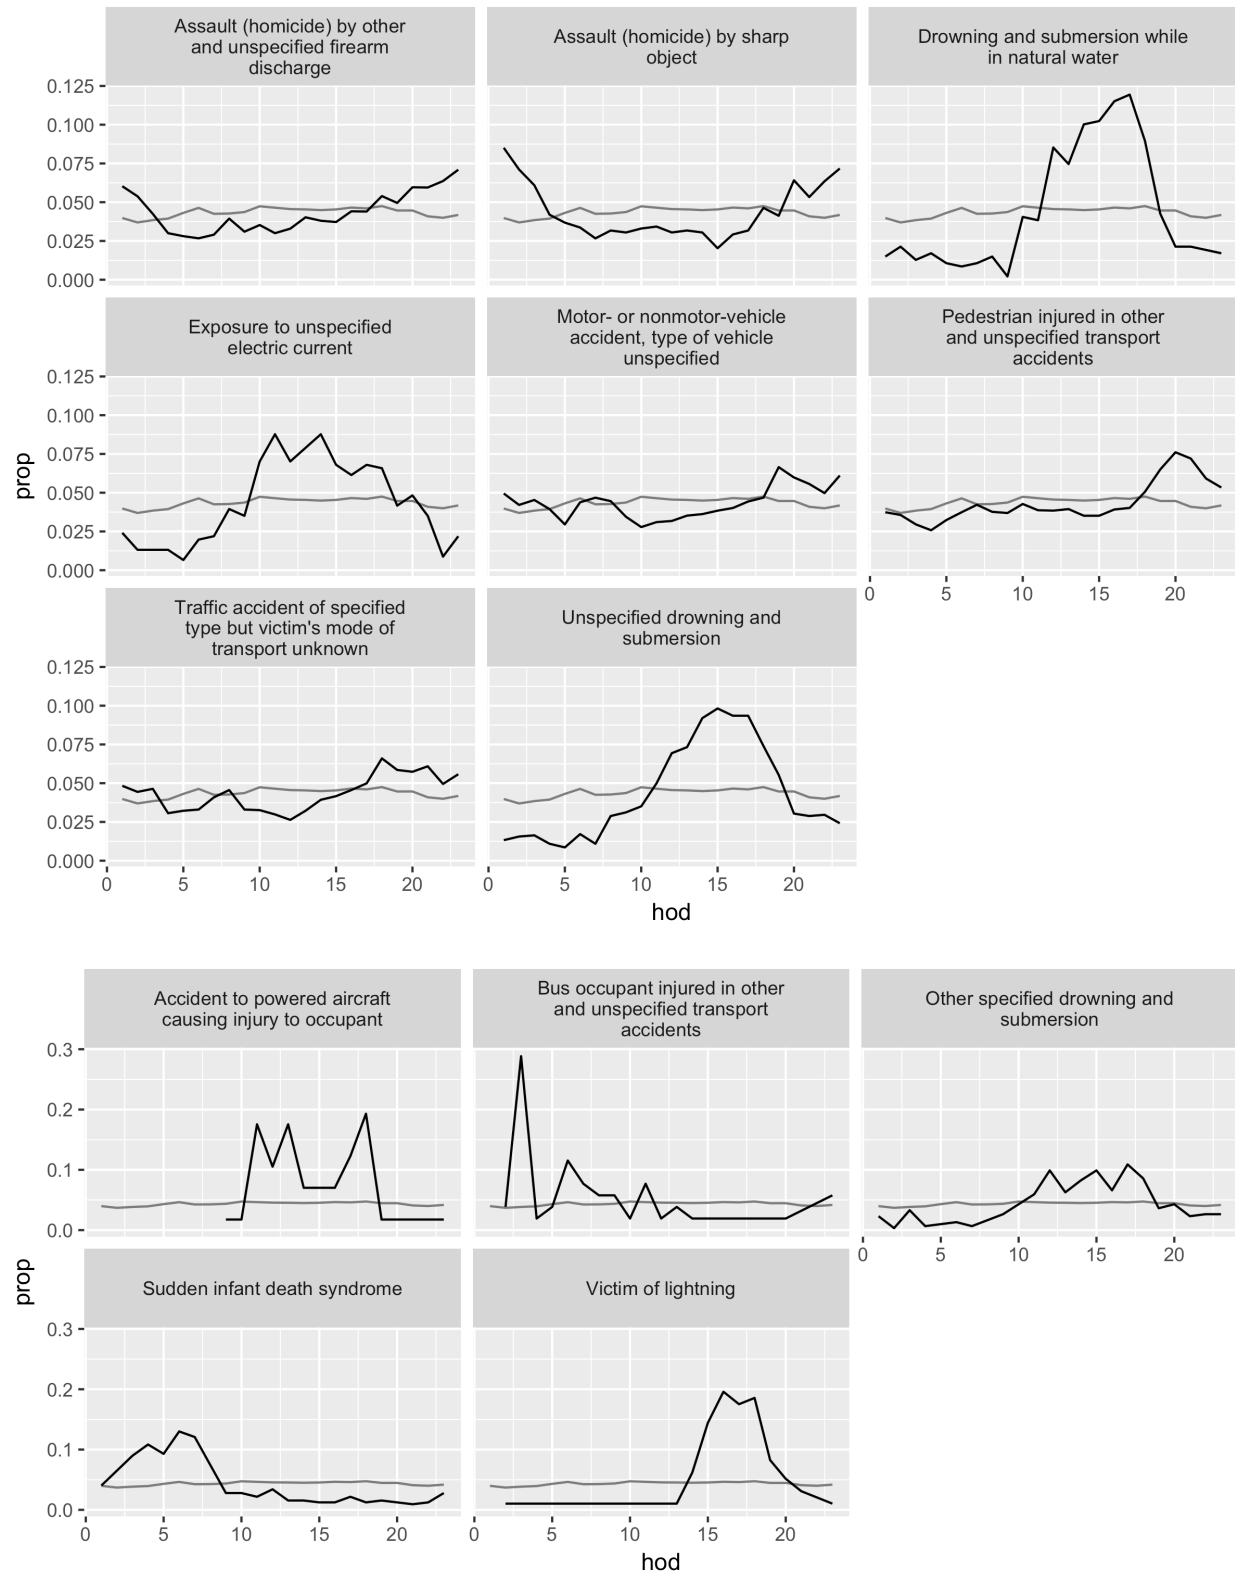 Assault (homicide) by other
and unspecified firearm
discharge
Assault (homicide) by sharp
object
Drowning and submersion while
in natural water
0.125
0.100
0.075
0.050
0.025
0.000
Exposure to unspecified
electric current
Motor- or nonmotor-vehicle
accident, type of vehicle
unspecified
Pedestrian injured in other
and unspecified transport
accidents
0.125
0.100
0.075
0.050
0.025
0.000
prop
0 5 10 15 20
Traffic accident of specified
type but victim's mode of
transport unknown
Unspecified drowning and
submersion
0.125
0.100
0.075
0.050
0.025
0.000
0 5 10 15 20
0 5 10 15 20
hod
Accident to powered aircraft
causing injury to occupant
Bus occupant injured in other
and unspecified transport
accidents
Other specified drowning and
submersion
0.3
0.2
0.1
0.0
0 5 10 15 20
prop
Sudden infant death syndrome
Victim of lightning
0.3
0.2
0.1
0.0
0 5 10 15 20
0 5 10 15 20
hod